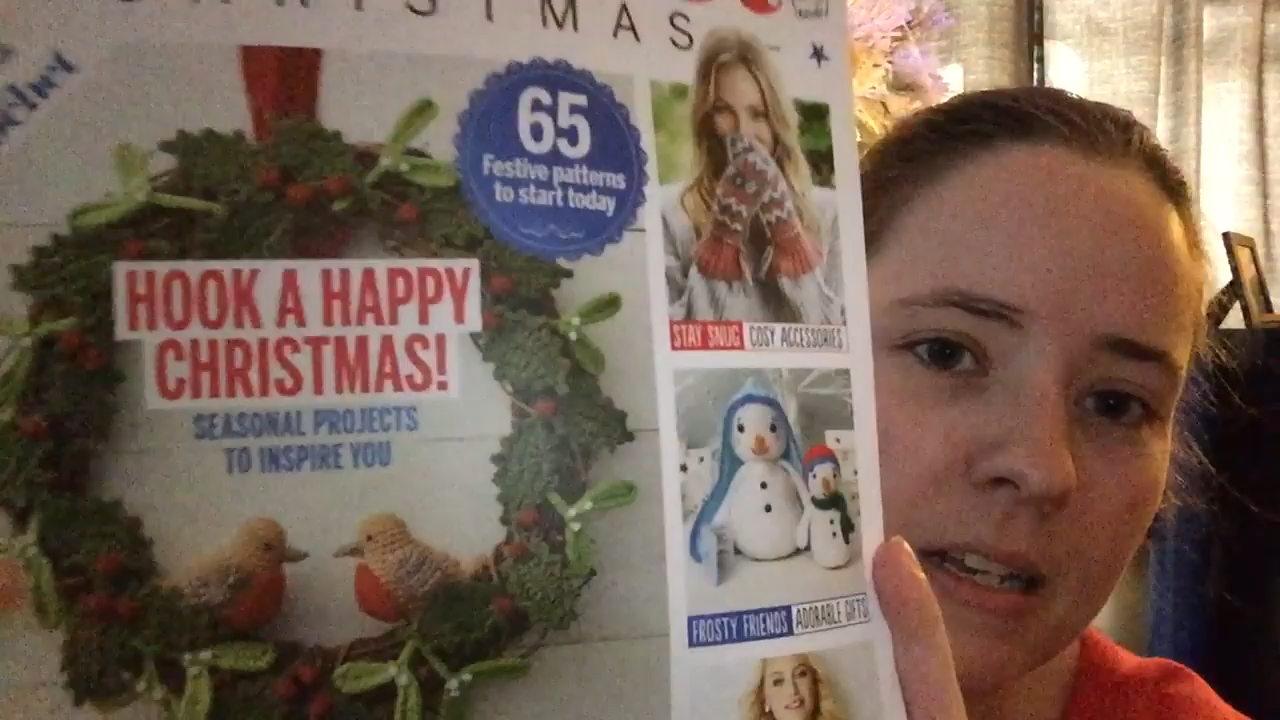 CHRISTMAS
65
Festive patterns
to start today
HOOK A HAPPY
CHRISTMAS!
SEASONAL PROJECTS
TO INSPIRE YOU
STAY SNUG COSY ACCESSORIES
FROSTY FRIENDS ADORABLE GIFTS